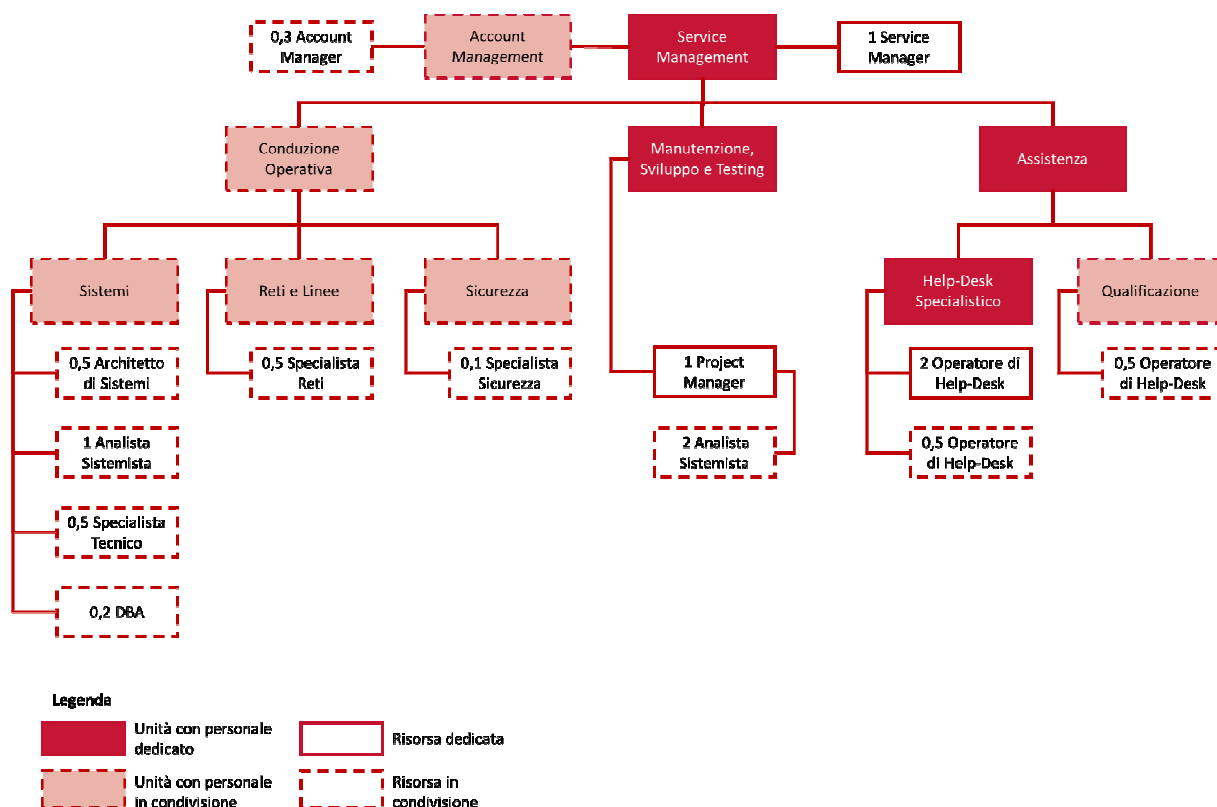 0,3 Account
Manager
Account
Management
Service
Management
1 Service
Manager
Conduzione
Operativa
Manutenzione,
Sviluppo e Testing
Assistenza
Sistemi
Reti e Linee
Sicurezza
Help-Desk
Specialistico
Qualificazione
0,5 Architetto
di Sistemi
0,5 Specialista
Reti
0,1 Specialista
Sicurezza
1 Project
Manager
2 Operatore di
Help-Desk
0,5 Operatore
di Help-Desk
1 Analista
Sistemista
2 Analista
Sistemista
0,5 Operatore
di Help-Desk
0,5 Specialista
Tecnico
0,2 DBA
Legenda
Unità con personale
dedicato
Risorsa dedicata
Unità con personale
in condivisione
Risorsa in
condivisione